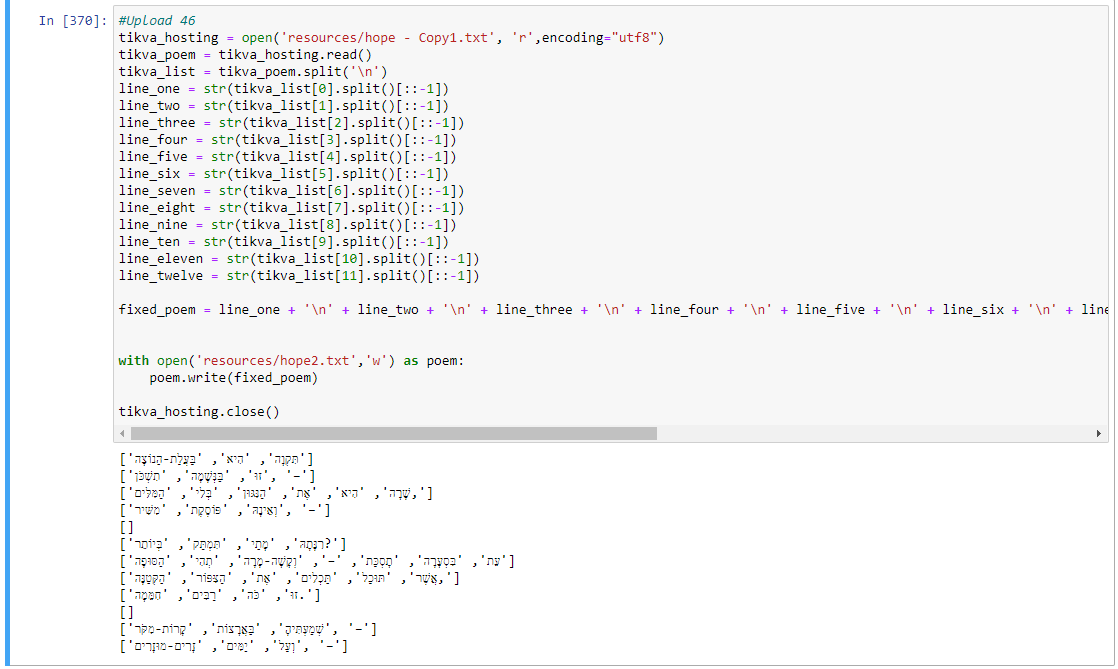 In [370]:
#Upload 46
tikva_hosting = open('resources/hope - Copy1.txt', 'r',encoding="utf8")
tikva_poem = tikva_hosting.read()
tikva_list = tikva_poem.split('\n')
line_one = str(tikva_list[0].split()[::-1])
line_two = str(tikva_list[1].split()[::-1])
line_three = str(tikva_list[2].split()[::-1])
line_four = str(tikva_list[3].split()[::-1])
line_five = str(tikva_list[4].split()[::-1])
line_six = str(tikva_list[5].split()[::-1])
line_seven = str(tikva_list[6].split()[::-1])
line_eight = str(tikva_list[7].split()[::-1])
line_nine = str(tikva_list[8].split()[::-1])
line_ten = str(tikva_list[9].split()[::-1])
line_eleven = str(tikva_list[10].split()[::-1])
line_twelve = str(tikva_list[11].split()[::-1])
fixed_poem = line_one + '\n' + line_two + '\n' + line_three + '\n' + line_four + '\n' + line_five + '\n' + line_six + '\n' + line
with open('resources/hope2.txt','w') as poem:
poem.write(fixed_poem)
tikva_hosting.close()
['תִּקְוָה', 'הִיא', 'בַּעֲלַת-הַנּוֹצָה']
['זוּ', 'בַּנְּשָׁמָה', 'תִּשְׁכֹּן', '–']
['שָׁרָה', 'הִיא', 'אֶת', 'הַנִּגּוּן', 'בְּלִי', 'הַמִּלִּים,']
['וְאֵינָהּ', 'פּוֹסֶקֶת', 'מִשִּׁיר', '–']
[]
['רִנָּתָהּ', 'מָתַי', 'תִּמְתַּק', 'בְּיוֹתֵר?']
['עֵת', 'בִּסְעָרָה', 'תָּסְכַּת', '–', 'וְקָשָׁה-מָרָה', 'תְּהִי', 'הַסּוּפָה']
['אֲשֶׁר', 'תּוּכַל', 'תַּכְלִים', 'אֶת', 'הַצִּפּוֹר', 'הַקְּטַנָּה,']
['זוּ', 'כֹּה', 'רַבִּים', 'חִמְּמָה.']
[]
['שְׁמַעְתִּיהָ', 'בַּאֲרָצוֹת', 'קָרוֹת-מִקֹּר', '–']
['וְעַל', 'יַמִּים', 'זָרִים-מוּזָרִים', '–']